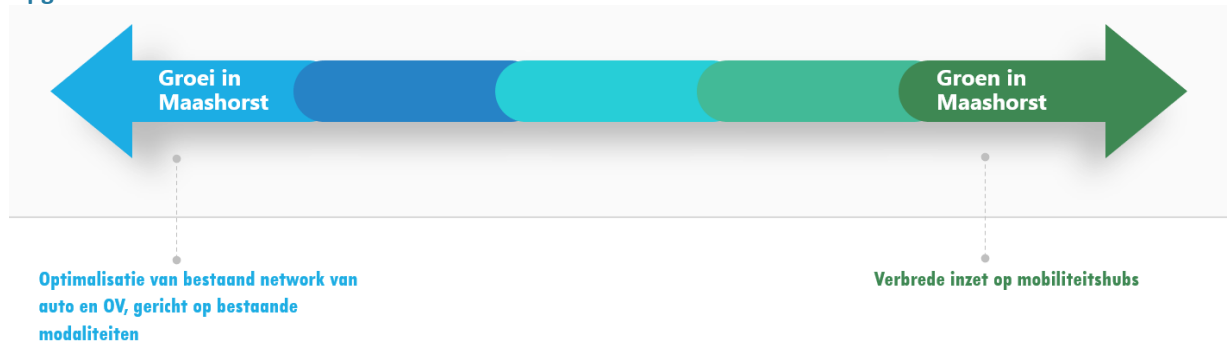 Groei in
Maashorst
Groen in
Maashorst
Optimalisatie van bestaand network van
auto en OV, gericht op bestaande
modaliteiten
Verbrede inzet op mobiliteitshubs